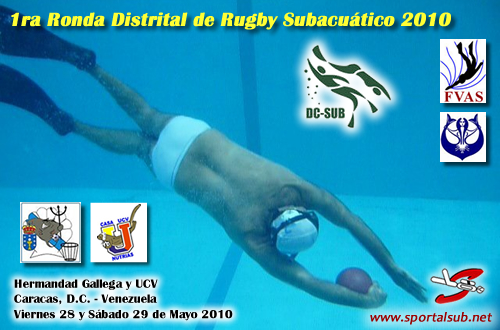 1ra Ronda Distrital de Rugby Subacuático 2010
DC-SUB
FVAS
CASA UCV
NUTRIAS
Hermandad Gallega y UCV
Caracas, D.C. - Venezuela
Viernes 28 y Sábado 29 de Mayo 2010
www.sportalsub.net